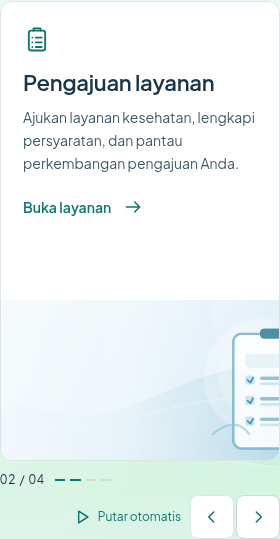 Pengajuan layanan
Ajukan layanan kesehatan, lengkapi
persyaratan, dan pantau
perkembangan pengajuan Anda.
Buka layanan
02 / 04
Putar otomatis